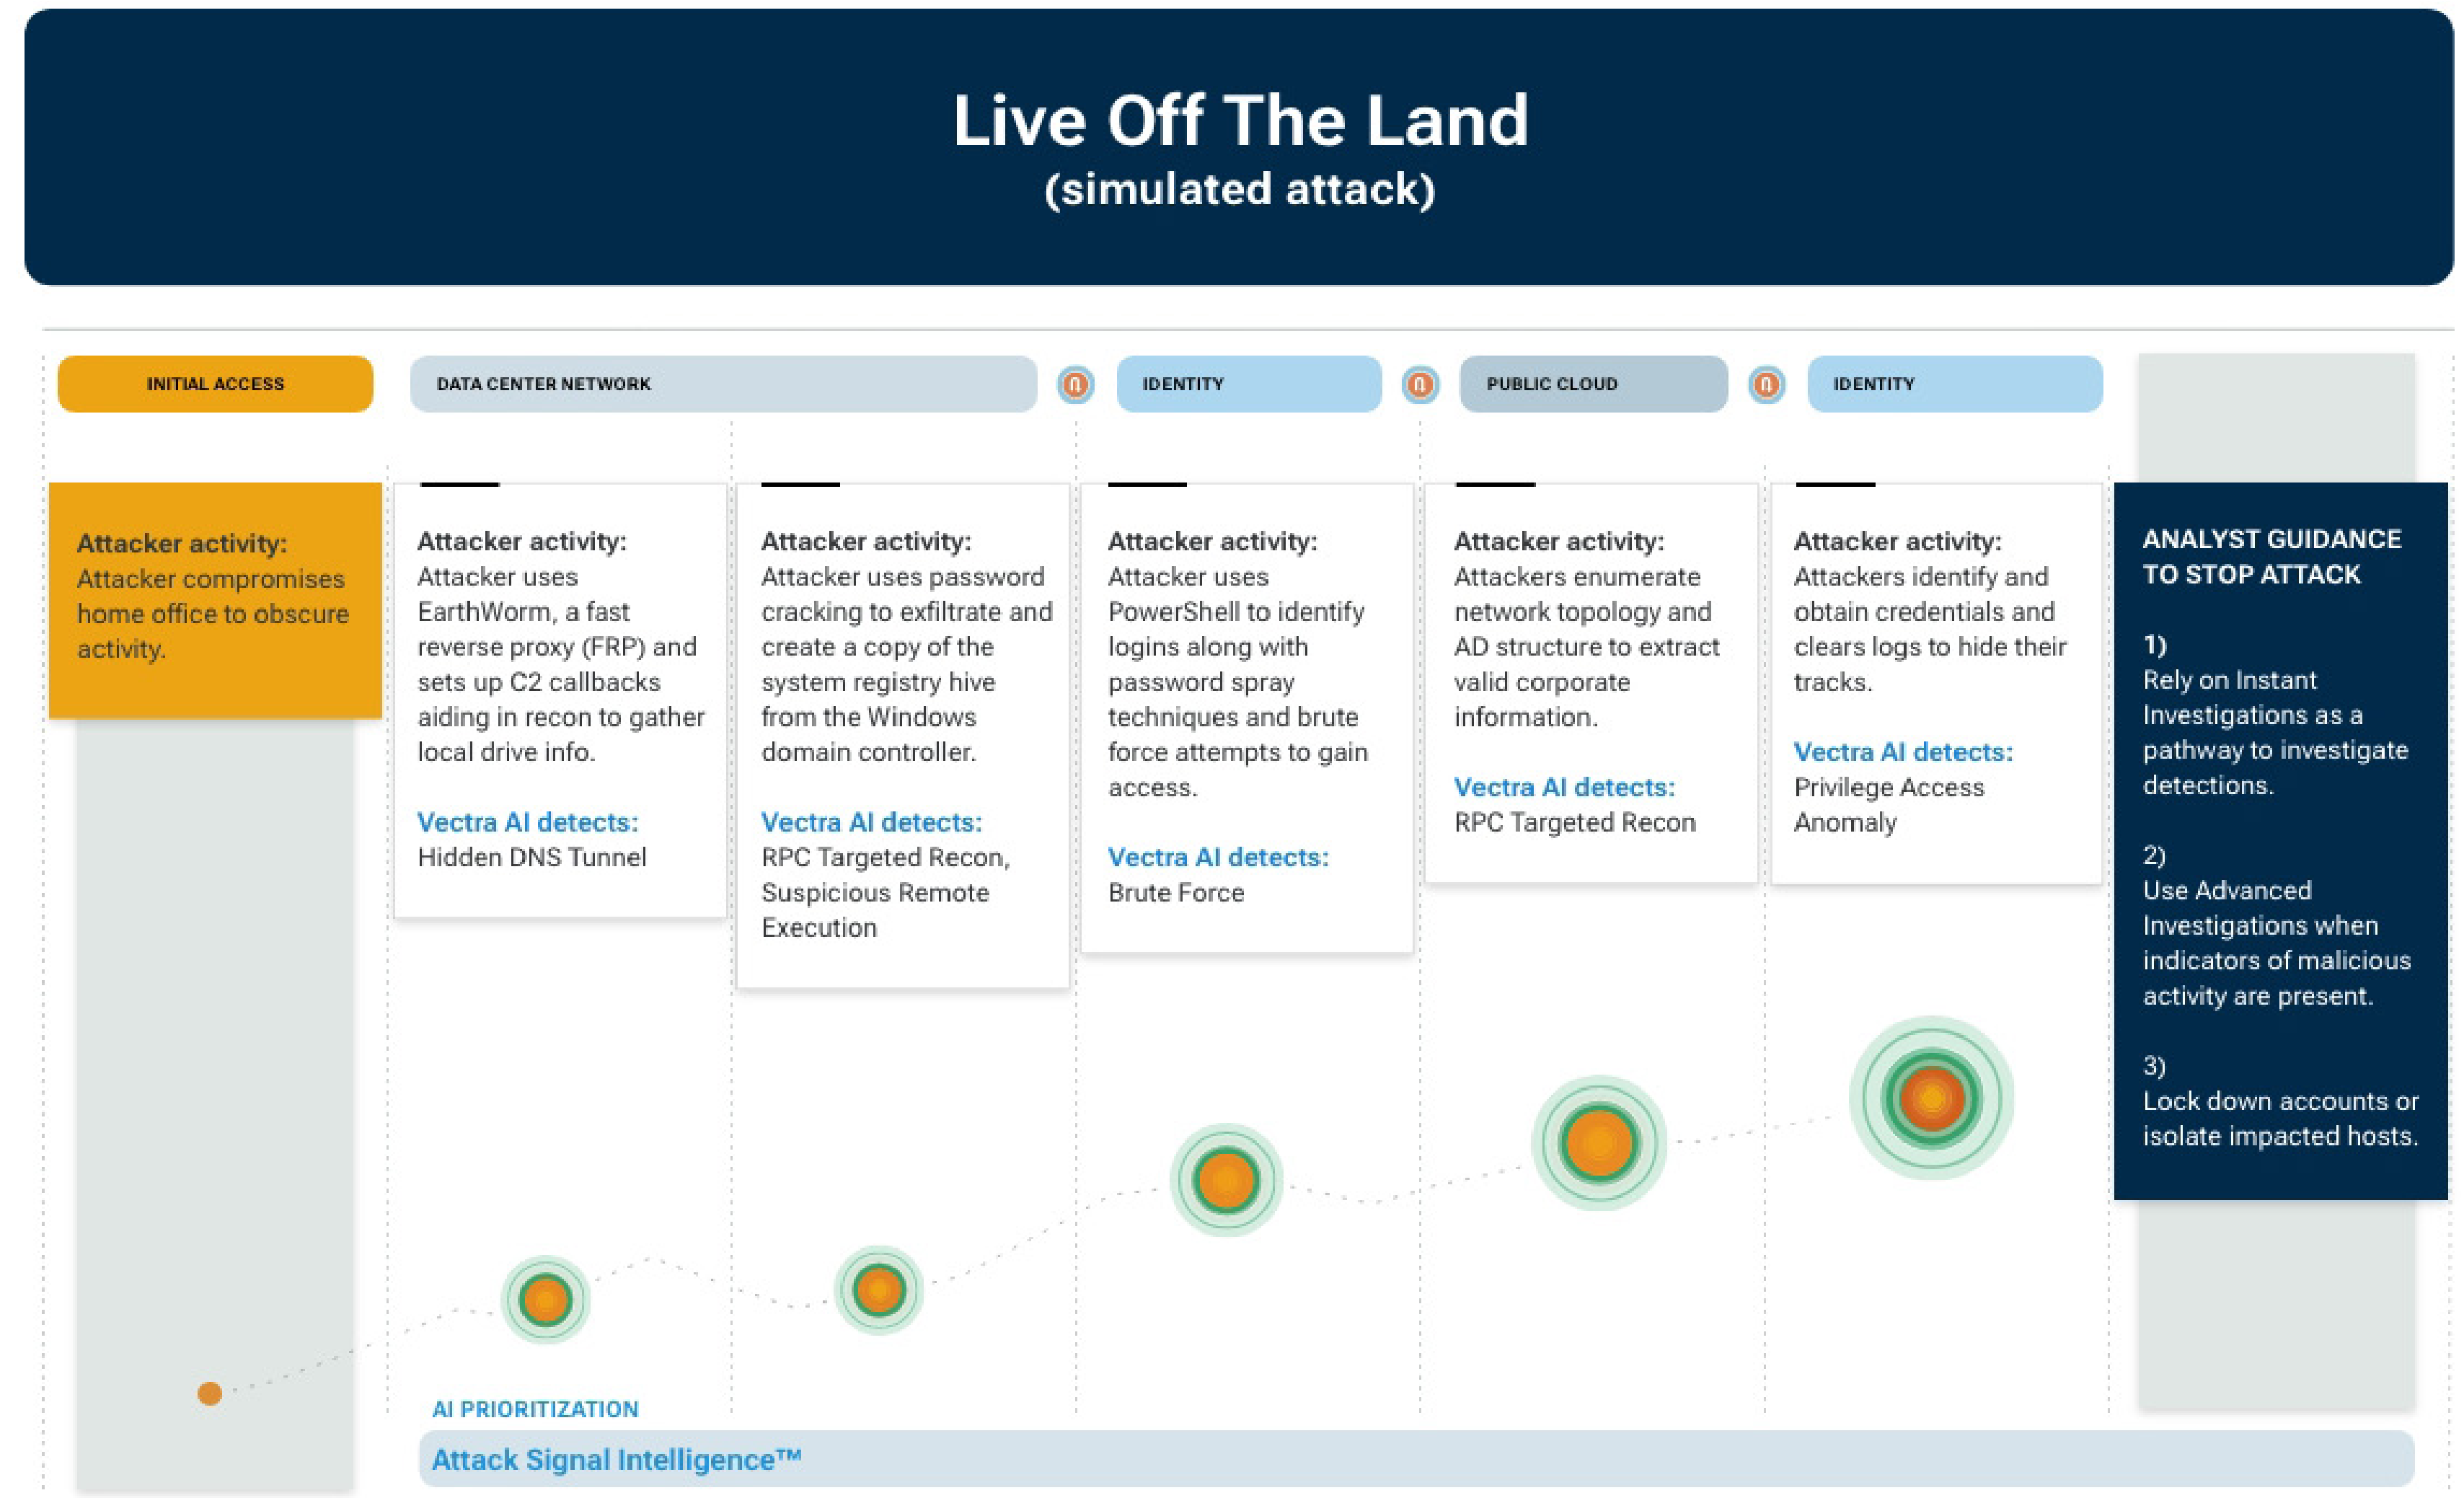 Live Off The Land
(simulated attack)
INITIAL ACCESS
DATA CENTER NETWORK
IDENTITY
PUBLIC CLOUD
IDENTITY
Attacker activity:
Attacker compromises
home office to obscure
activity.
Attacker activity:
Attacker uses
EarthWorm, a fast
reverse proxy (FRP) and
sets up C2 callbacks
aiding in recon to gather
local drive info.
Vectra AI detects:
Hidden DNS Tunnel
Attacker activity:
Attacker uses password
cracking to exfiltrate and
create a copy of the
system registry hive
from the Windows
domain controller.
Vectra AI detects:
RPC Targeted Recon,
Suspicious Remote
Execution
Attacker activity:
Attacker uses
PowerShell to identify
logins along with
password spray
techniques and brute
force attempts to gain
access.
Vectra AI detects:
Brute Force
Attacker activity:
Attackers enumerate
network topology and
AD structure to extract
valid corporate
information.
Vectra AI detects:
RPC Targeted Recon
Attacker activity:
Attackers identify and
obtain credentials and
clears logs to hide their
tracks.
Vectra AI detects:
Privilege Access
Anomaly
ANALYST GUIDANCE
TO STOP ATTACK
1)
Rely on Instant
Investigations as a
pathway to investigate
detections.
2)
Use Advanced
Investigations when
indicators of malicious
activity are present.
3)
Lock down accounts or
isolate impacted hosts.
AI PRIORITIZATION
Attack Signal Intelligence™